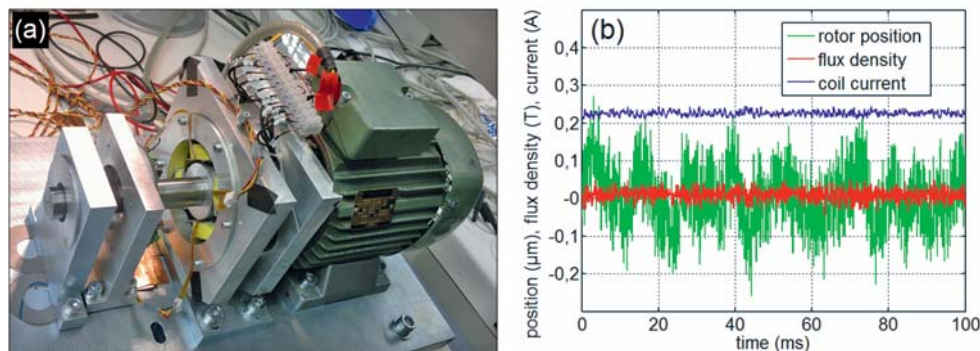 (a)
(b)
rotor position
flux density
coil current
position (µm), flux density (T), current (A)
0,4
0,3
0,2
0,1
-0
-0,1
-0,2
0 20 40 60 80 100
time (ms)